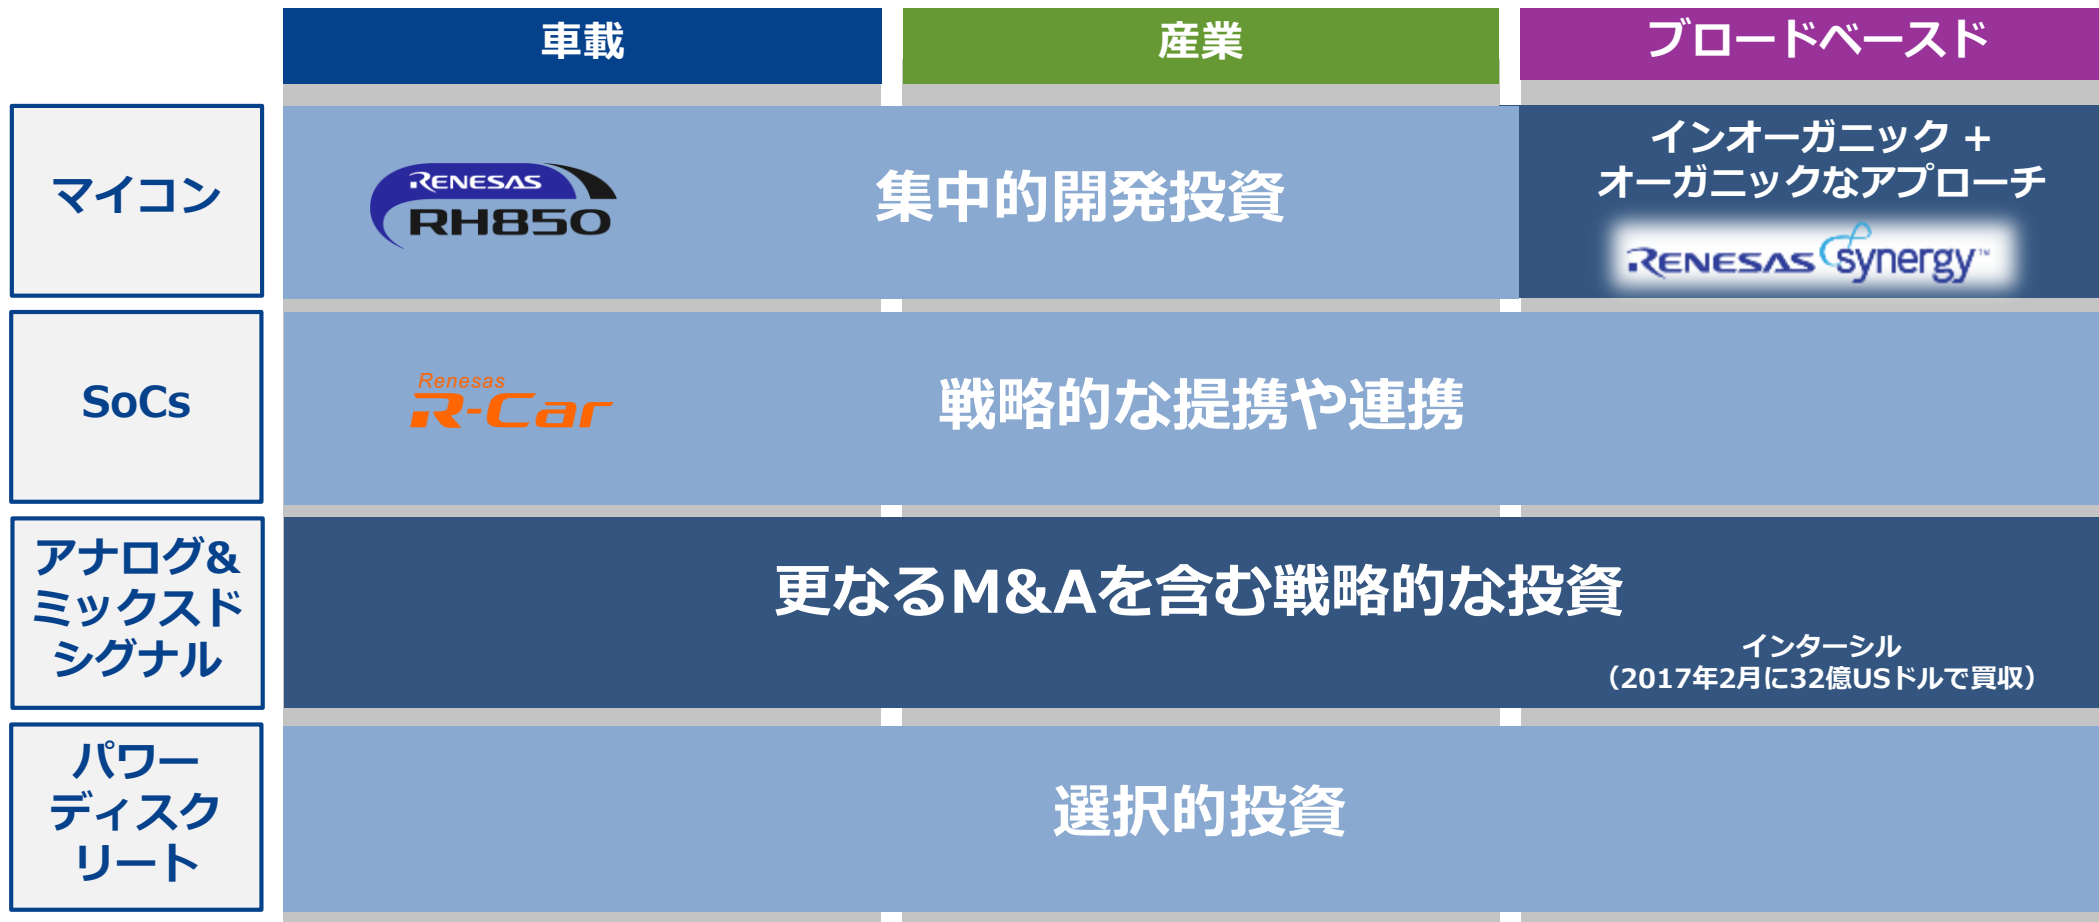 車載
産業
ブロードベースド
マイコン
RENESAS
RH850
集中的開発投資
インオーガニック +
オーガニックなアプローチ
RENESAS synergy™
SoCs
Renesas
R-Car
戦略的な提携や連携
アナログ&
ミックスド
シグナル
更なるM&Aを含む戦略的な投資
インターシル
（2017年2月に32億USドルで買収）
パワー
ディスク
リート
選択的投資